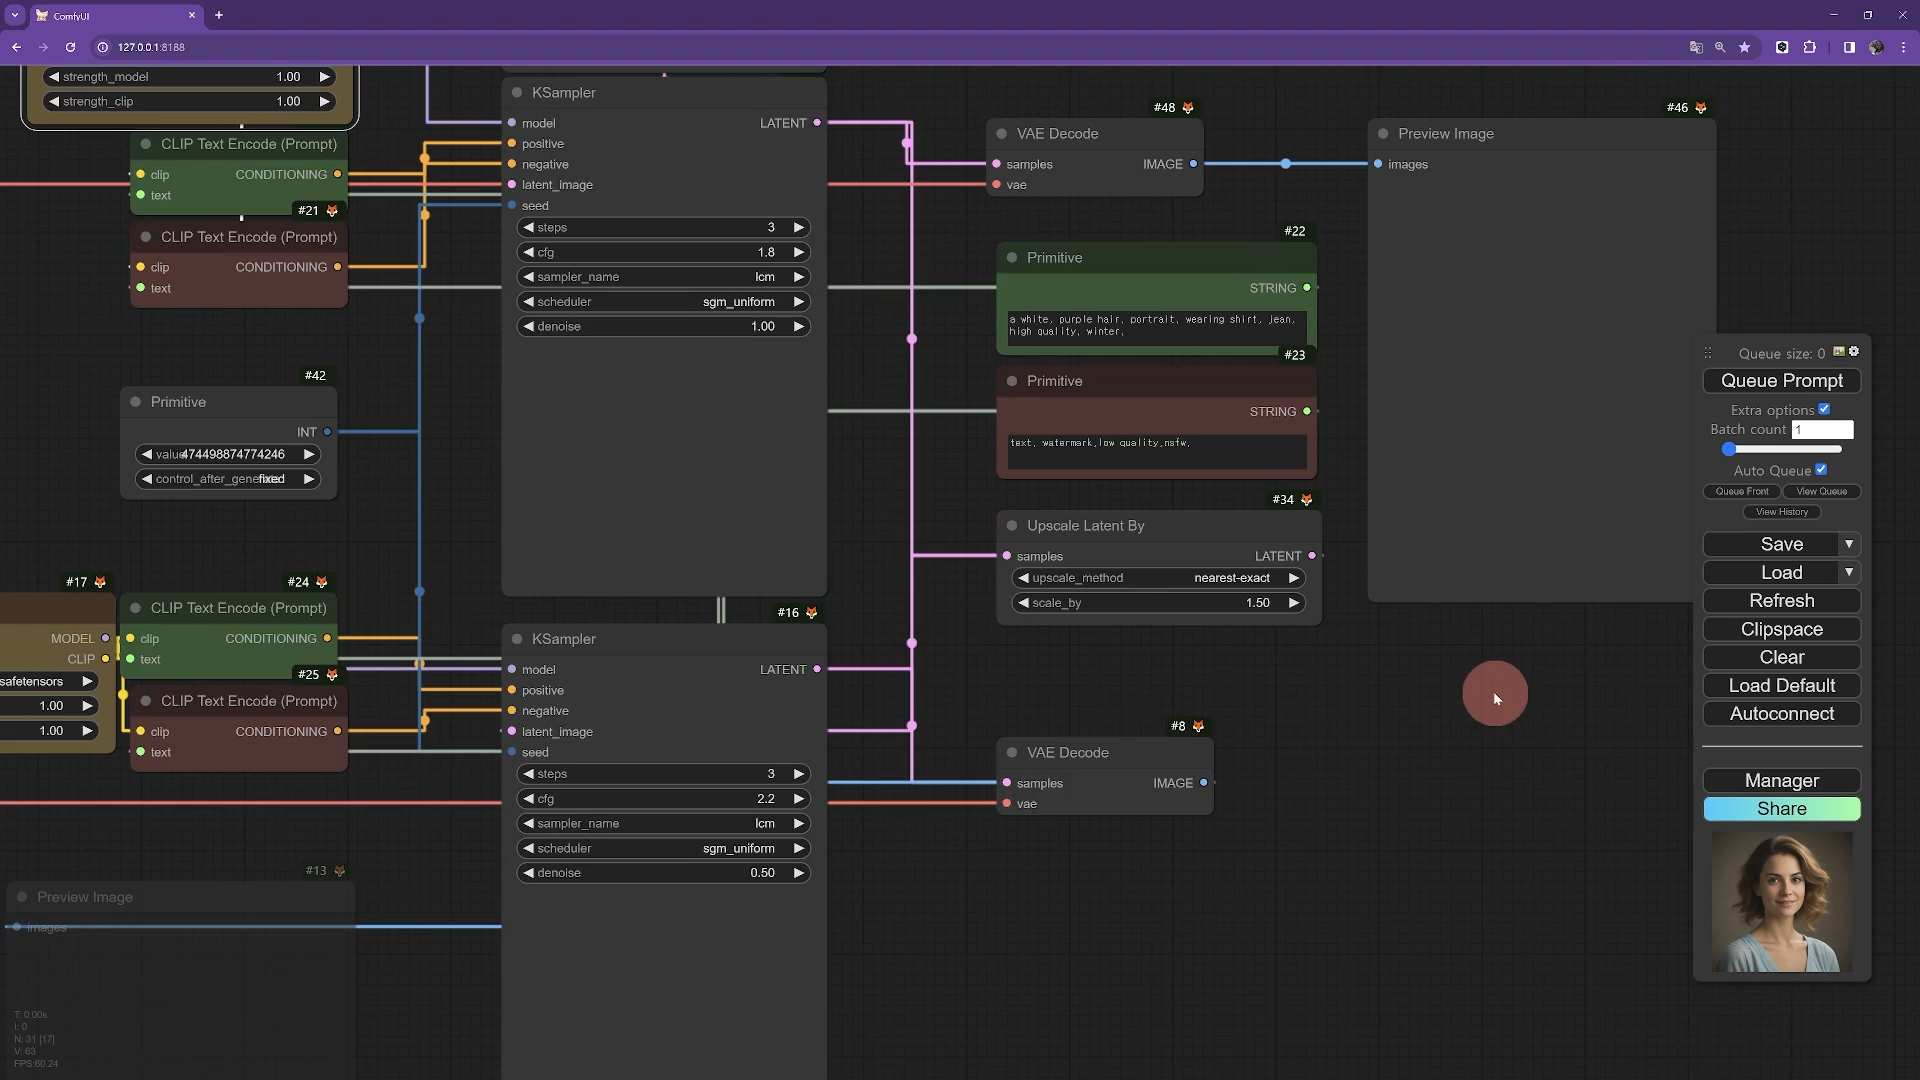 ComfyUI
127.0.0.1:8188
strength_model 1.00
strength_clip 1.00
CLIP Text Encode (Prompt)
clip CONDITIONING
text
#21
CLIP Text Encode (Prompt)
clip CONDITIONING
text
#42
Primitive
INT
value 474498874774246
fixed
#17
MODEL
CLIP
safetensors
1.00
1.00
#24
CLIP Text Encode (Prompt)
clip CONDITIONING
text
#25
CLIP Text Encode (Prompt)
clip CONDITIONING
text
#13
Preview Image
images
T: 0.00s
I: 0
N: 31 [17]
V: 63
FPS:60.24
KSampler
model LATENT
positive
negative
latent_image
seed
steps 3
cfg 1.8
sampler_name lcm
scheduler sgm_uniform
denoise 1.00
#16
KSampler
model LATENT
positive
negative
latent_image
seed
steps 3
cfg 2.2
sampler_name lcm
scheduler sgm_uniform
denoise 0.50
#48
VAE Decode
samples IMAGE
vae
#22
Primitive
STRING
a white, purple hair, portrait, wearing shirt, jean,
high quality, winter,
#23
Primitive
STRING
text, watermark,low quality,nsfw,
#34
Upscale Latent By
samples LATENT
upscale_method nearest-exact
scale_by 1.50
#8
VAE Decode
samples IMAGE
vae
#46
Preview Image
images
Queue size: 0
Queue Prompt
Extra options
Batch count 1
Auto Queue
Queue Front View Queue
View History
Save
Load
Refresh
Clipspace
Clear
Load Default
Autoconnect
Manager
Share